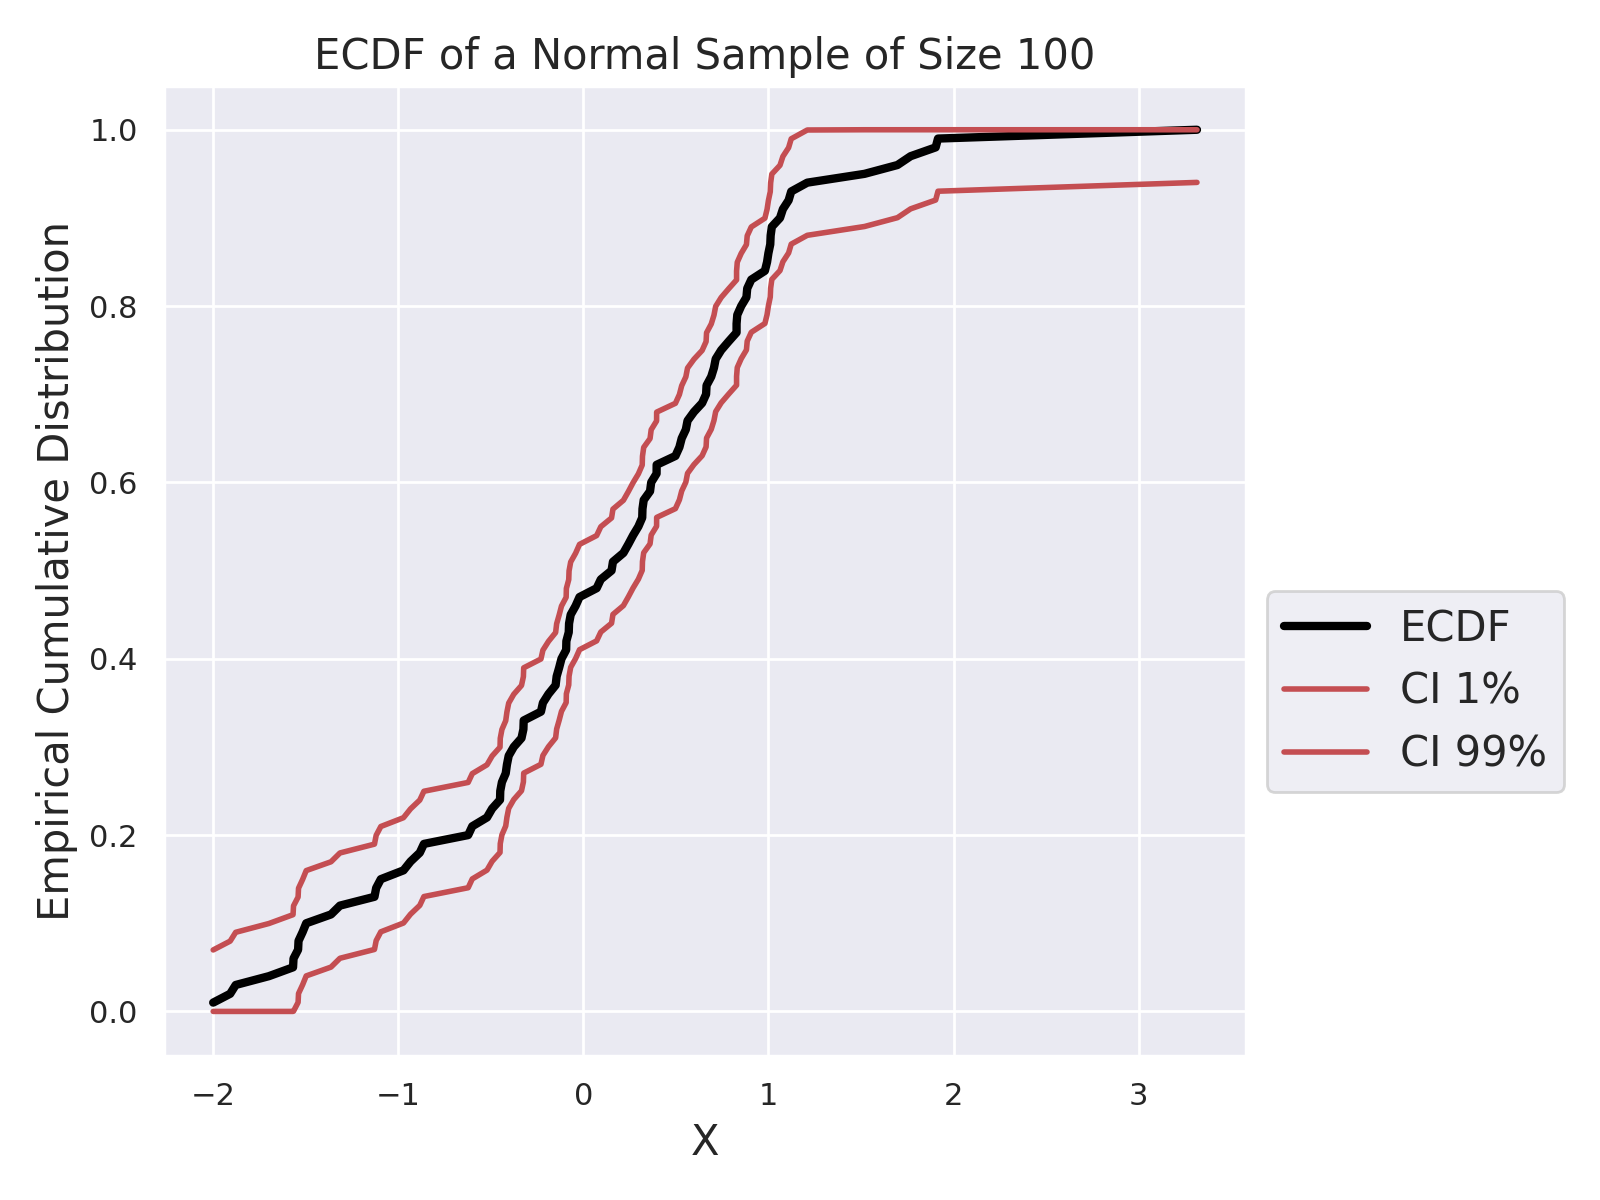 ECDF of a Normal Sample of Size 100
Empirical Cumulative Distribution
1.0
0.8
0.6
0.4
0.2
0.0
−2
−1
0
1
2
3
X
ECDF
CI 1%
CI 99%